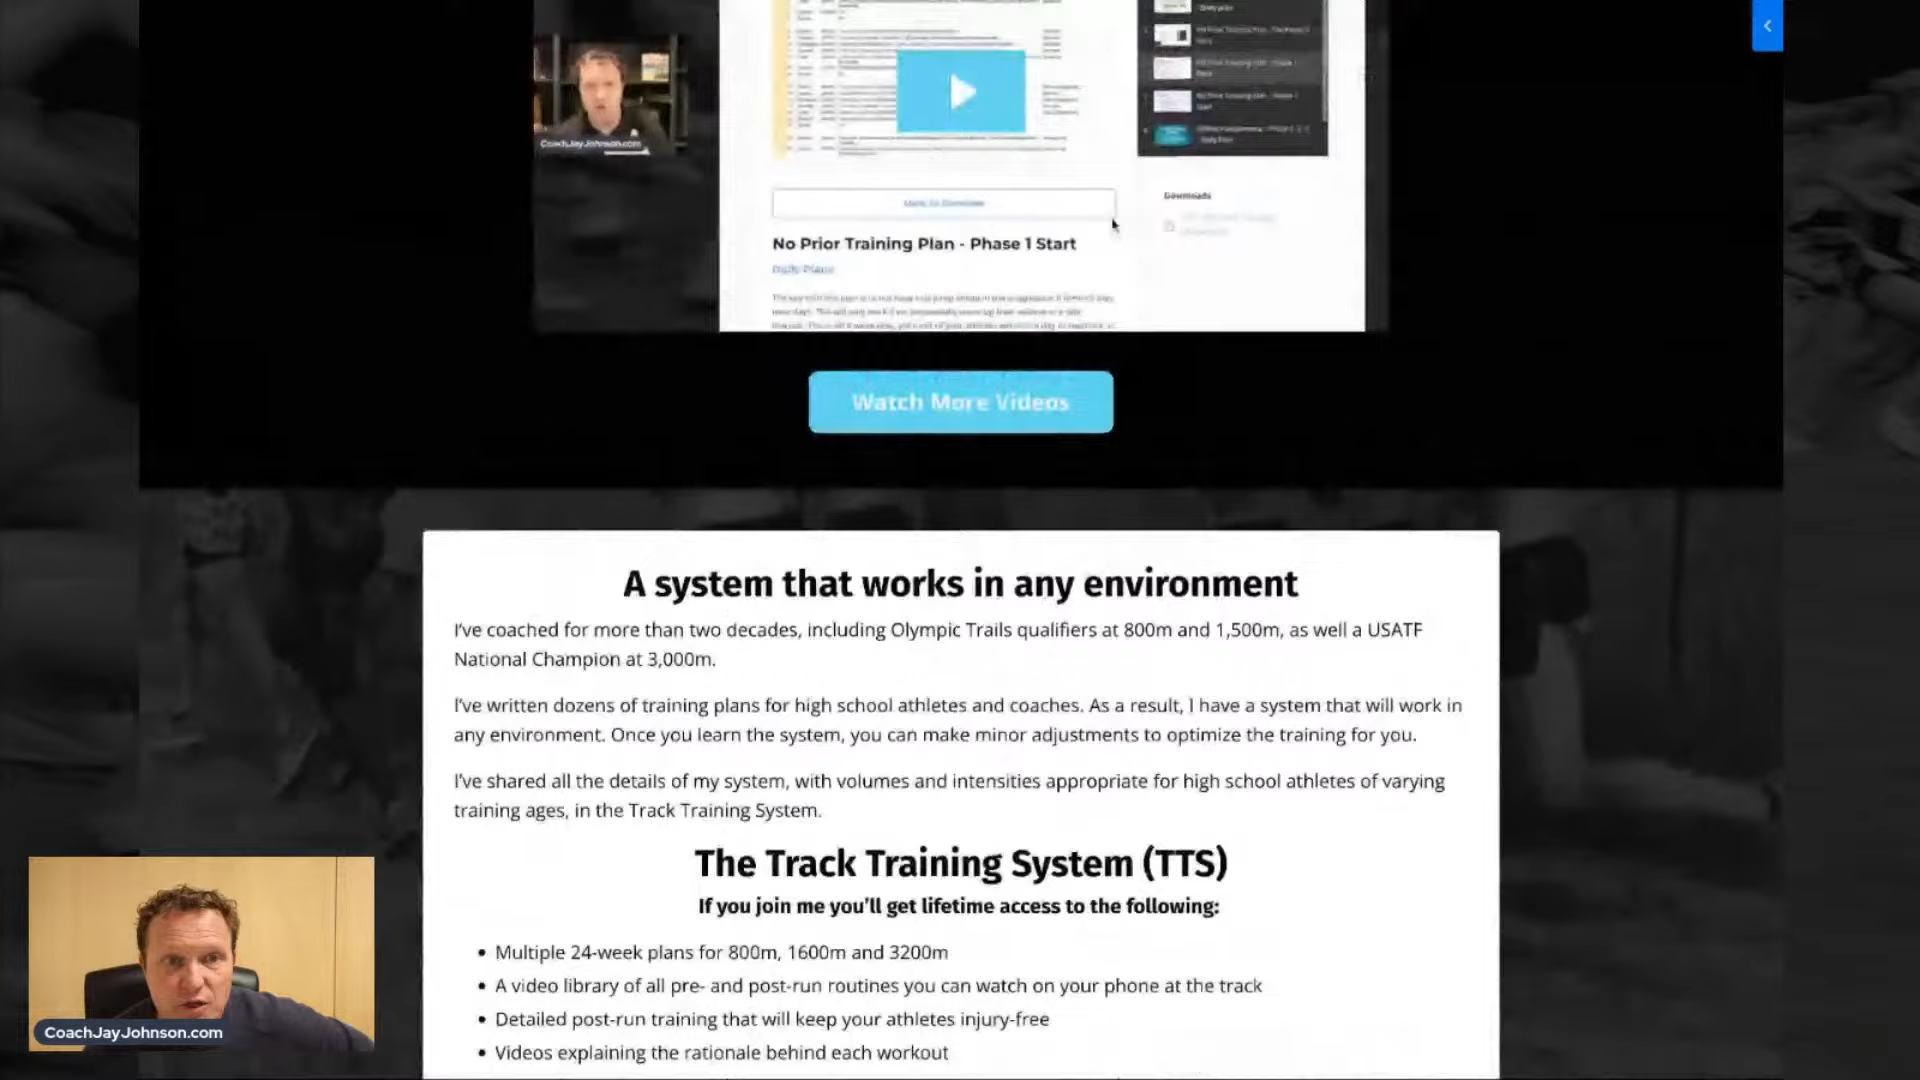 CoachJayJohnson.com
Downloads
No Prior Training Plan - Phase 1 Start
Daily Plans
Watch More Videos
A system that works in any environment
I've coached for more than two decades, including Olympic Trails qualifiers at 800m and 1,500m, as well a USATF
National Champion at 3,000m.
I've written dozens of training plans for high school athletes and coaches. As a result, I have a system that will work in
any environment. Once you learn the system, you can make minor adjustments to optimize the training for you.
I've shared all the details of my system, with volumes and intensities appropriate for high school athletes of varying
training ages, in the Track Training System.
The Track Training System (TTS)
If you join me you'll get lifetime access to the following:
• Multiple 24-week plans for 800m, 1600m and 3200m
• A video library of all pre- and post-run routines you can watch on your phone at the track
• Detailed post-run training that will keep your athletes injury-free
• Videos explaining the rationale behind each workout
CoachJayJohnson.com